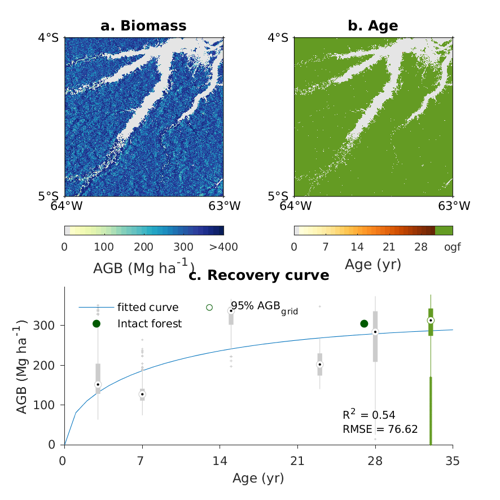 a. Biomass
b. Age
4°S
5°S
64°W
63°W
4°S
5°S
64°W
63°W
0 100 200 300 >400
AGB (Mg ha-1)
0 7 14 21 28 ogf
Age (yr)
c. Recovery curve
fitted curve
95% AGBgrid
Intact forest
AGB (Mg ha-1)
300
200
100
0
R2 = 0.54
RMSE = 76.62
0 7 14 21 28 35
Age (yr)